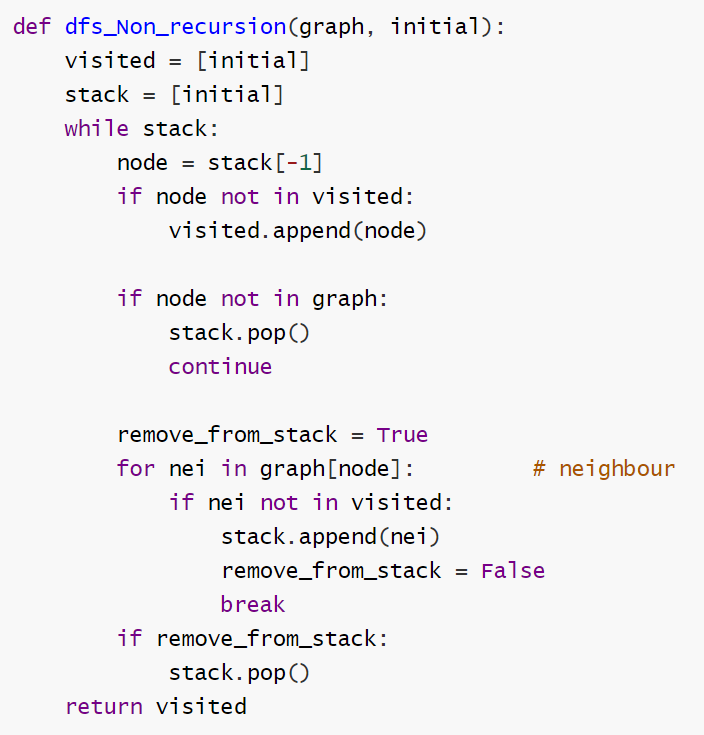 def dfs_Non_recursion(graph, initial):
    visited = [initial]
    stack = [initial]
    while stack:
        node = stack[-1]
        if node not in visited:
            visited.append(node)

        if node not in graph:
            stack.pop()
            continue

        remove_from_stack = True
        for nei in graph[node]:         # neighbour
            if nei not in visited:
                stack.append(nei)
                remove_from_stack = False
                break
        if remove_from_stack:
            stack.pop()
    return visited